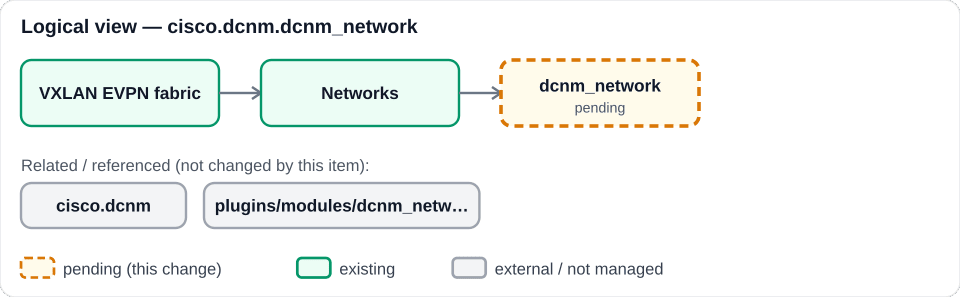 Logical view — cisco.dcnm.dcnm_network
VXLAN EVPN fabric
Networks
dcnm_network
pending
Related / referenced (not changed by this item):
cisco.dcnm
plugins/modules/dcnm_netw…
pending (this change)
existing
external / not managed